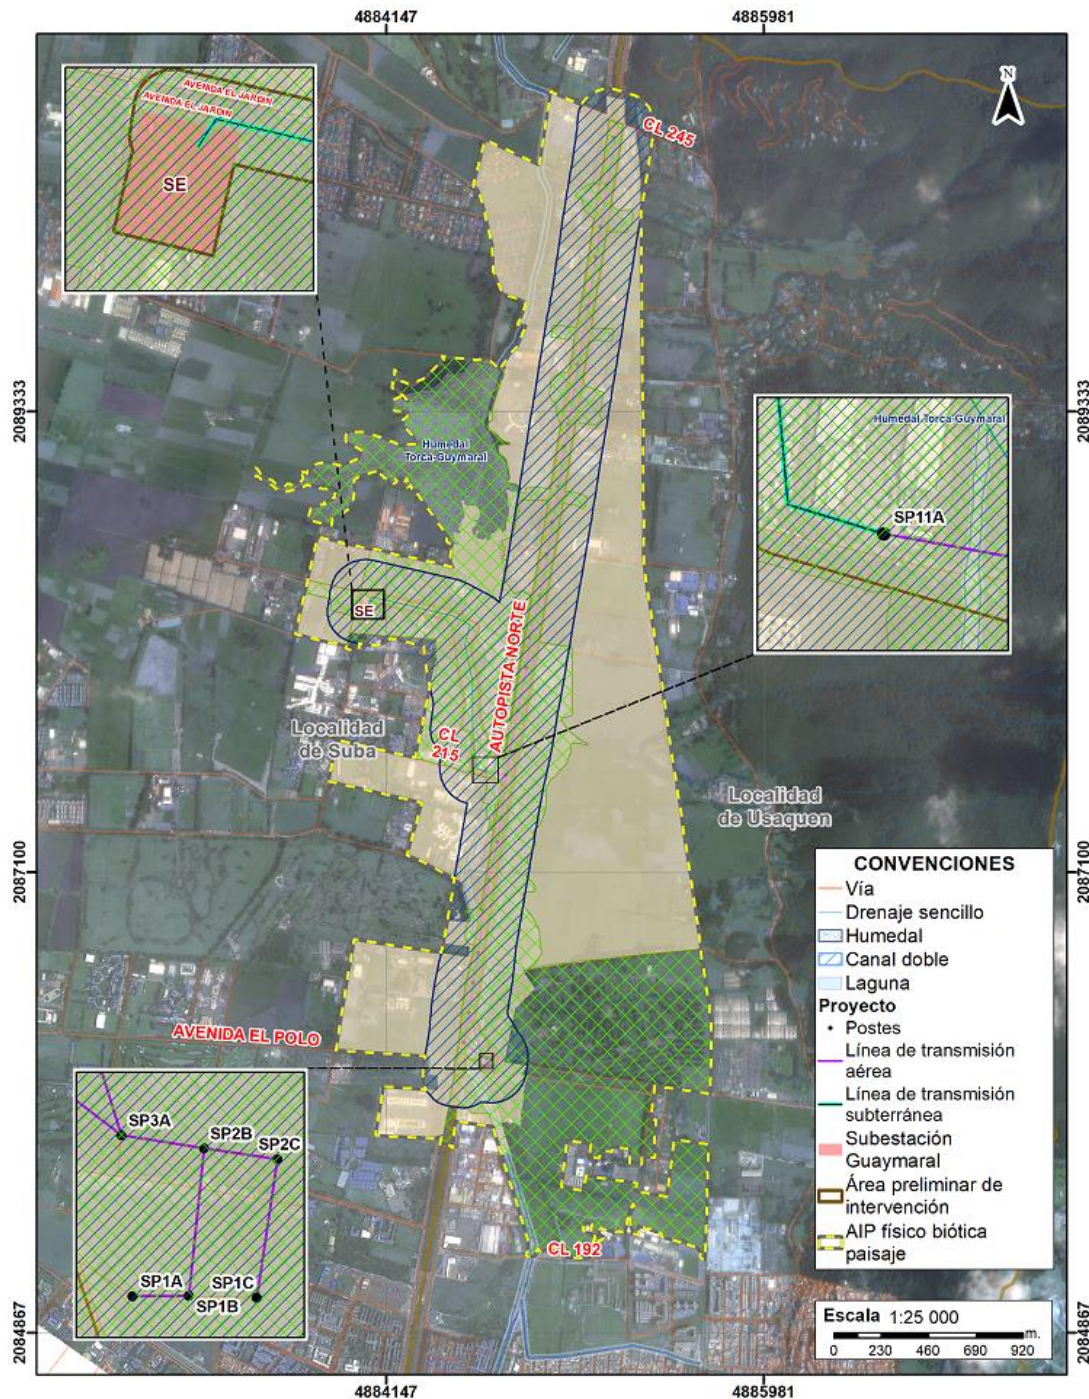 4884147
4885981
N
CL 245
AVENIDA EL JARDIN
AVENIDA EL JARDIN
SE
2089333
2089333
Humedal
Torca-Guymaral
Humedal Torca-Guymaral
SP11A
SE
AUTOPISTA NORTE
Localidad
de Suba
CL
215
Localidad
de Usaquen
2087100
2087100
AVENIDA EL POLO
SP3A
SP2B
SP2C
SP1A
SP1B
SP1C
CL 192
CONVENCIONES
Vía
Drenaje sencillo
Humedal
Canal doble
Laguna
Proyecto
Postes
Línea de transmisión
aérea
Línea de transmisión
subterránea
Subestación
Guaymaral
Área preliminar de
intervención
AIP físico biótica
paisaje
Escala 1:25 000
m.
0 230 460 690 920
2084867
2084867
4884147
4885981